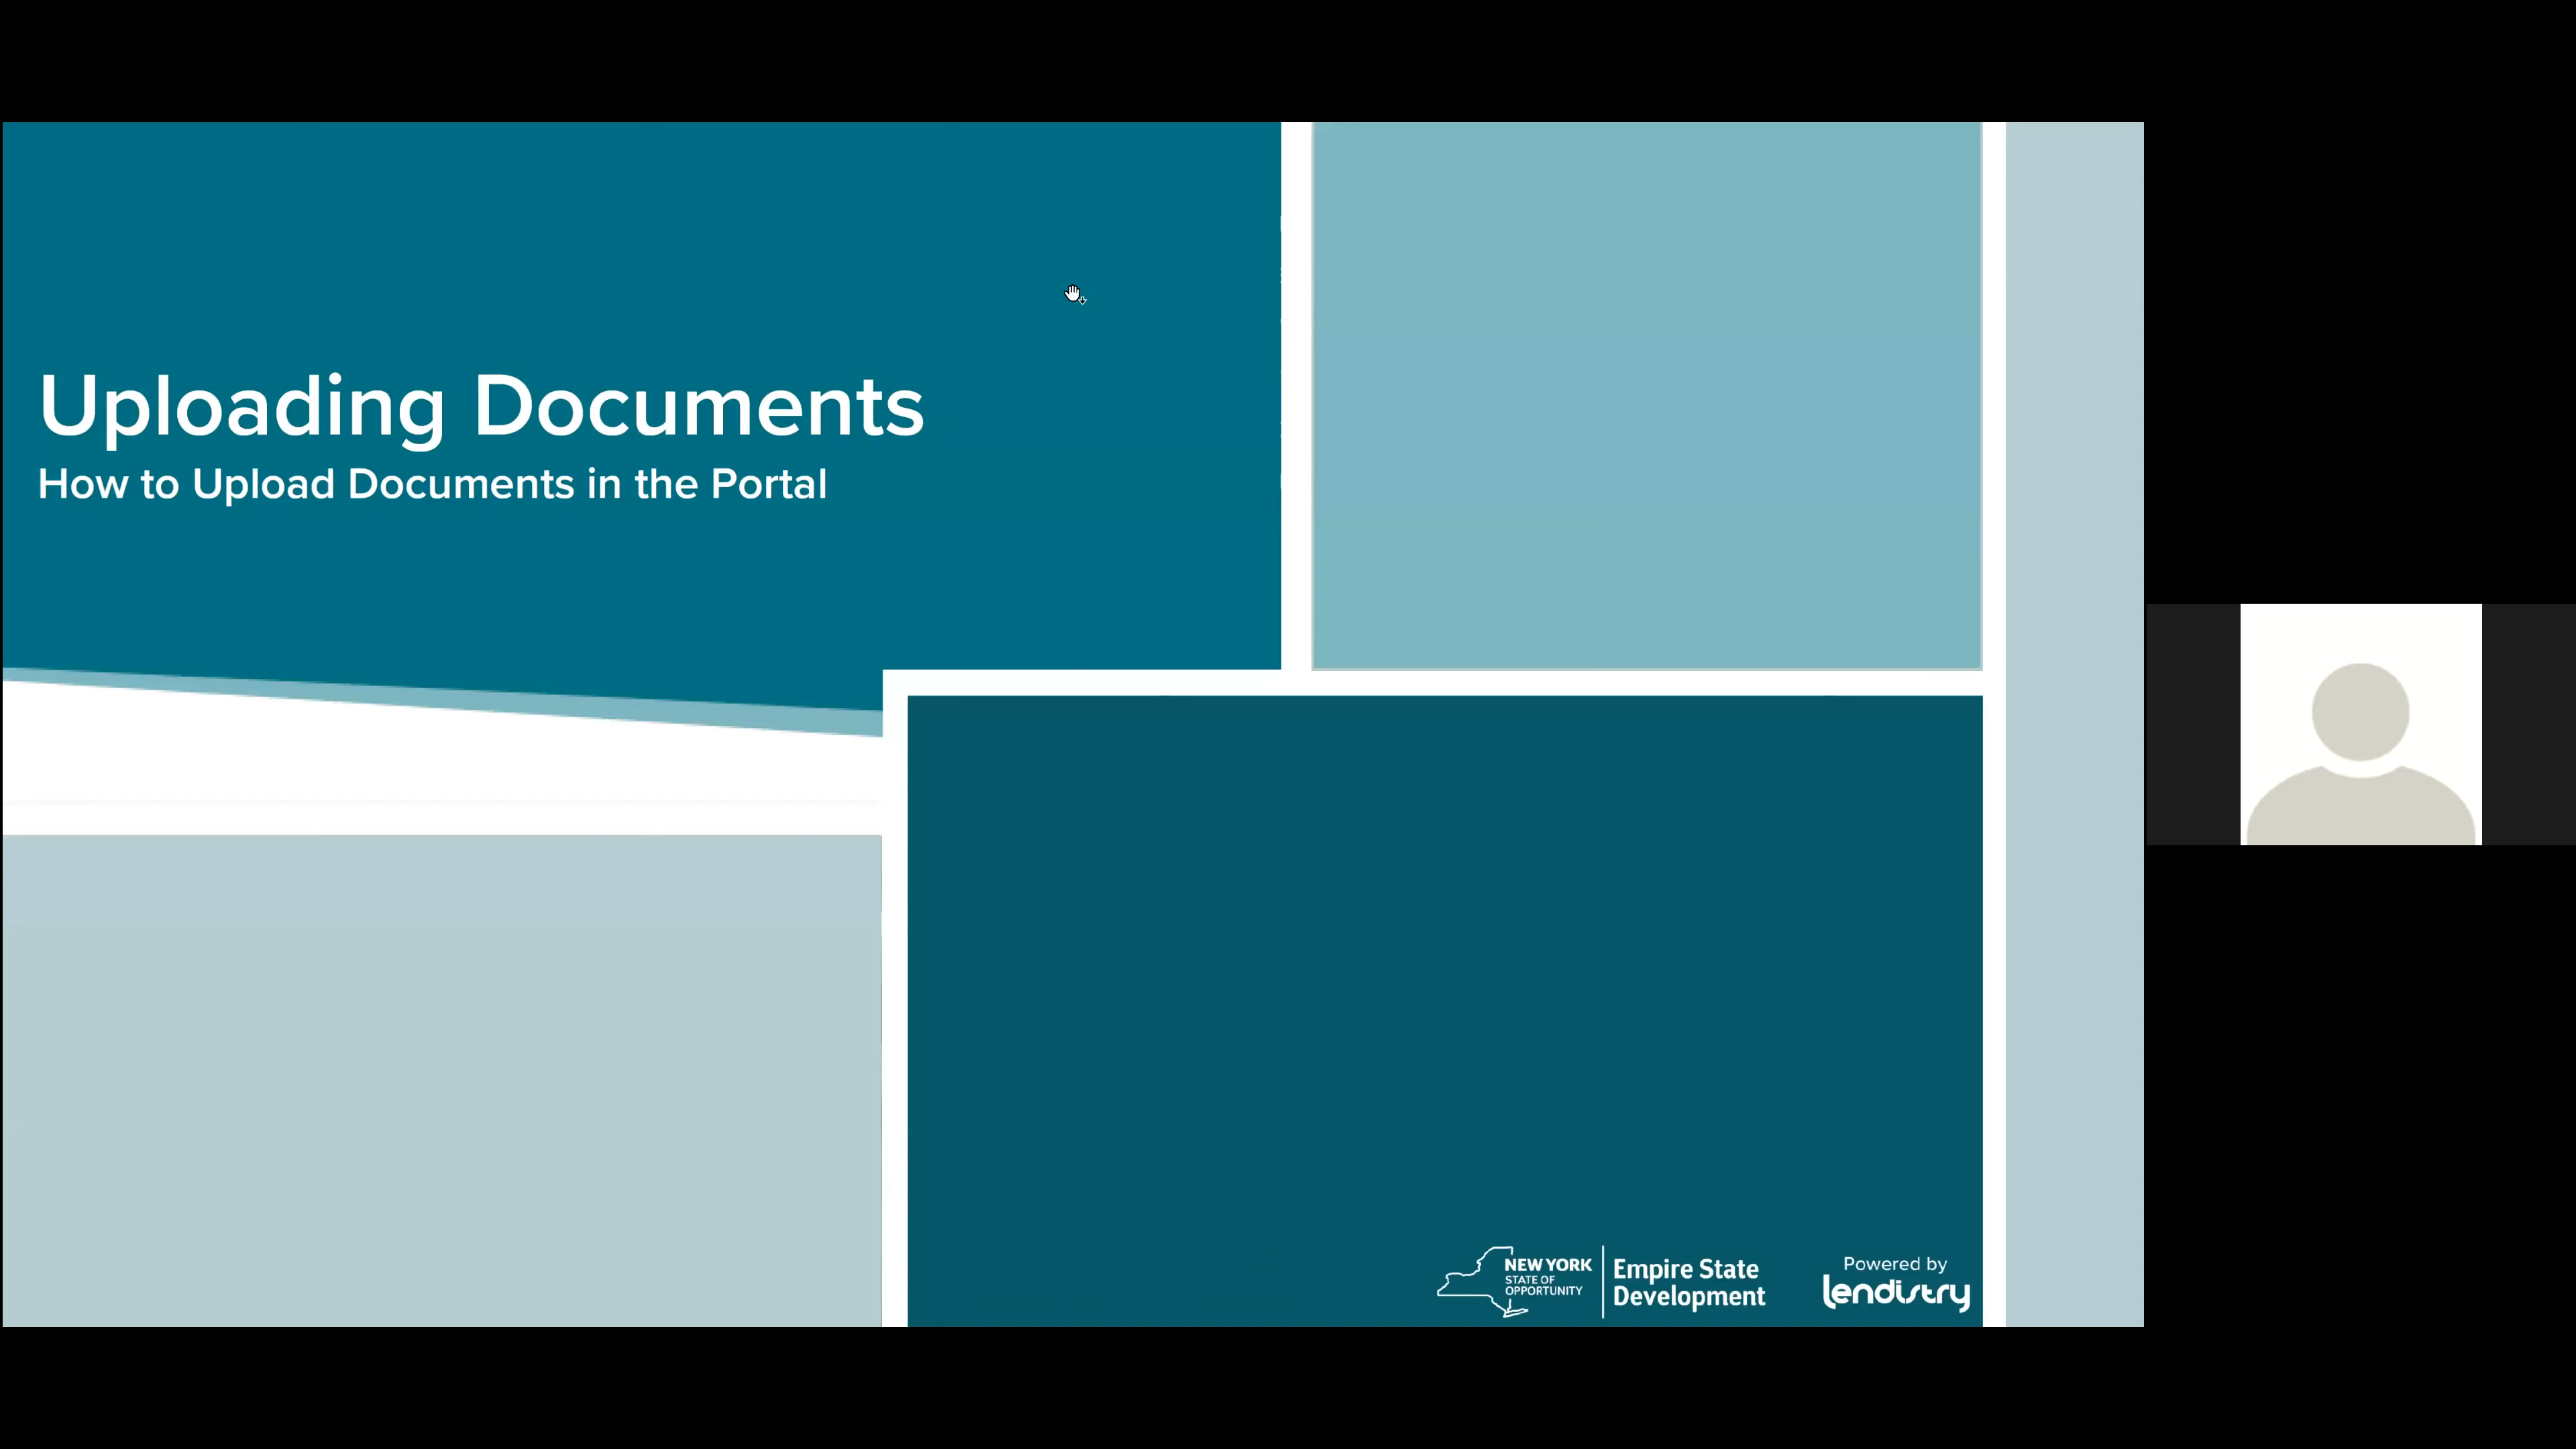 Uploading Documents
How to Upload Documents in the Portal
NEW YORK
STATE OF
OPPORTUNITY
Empire State
Development
Powered by
lendistry